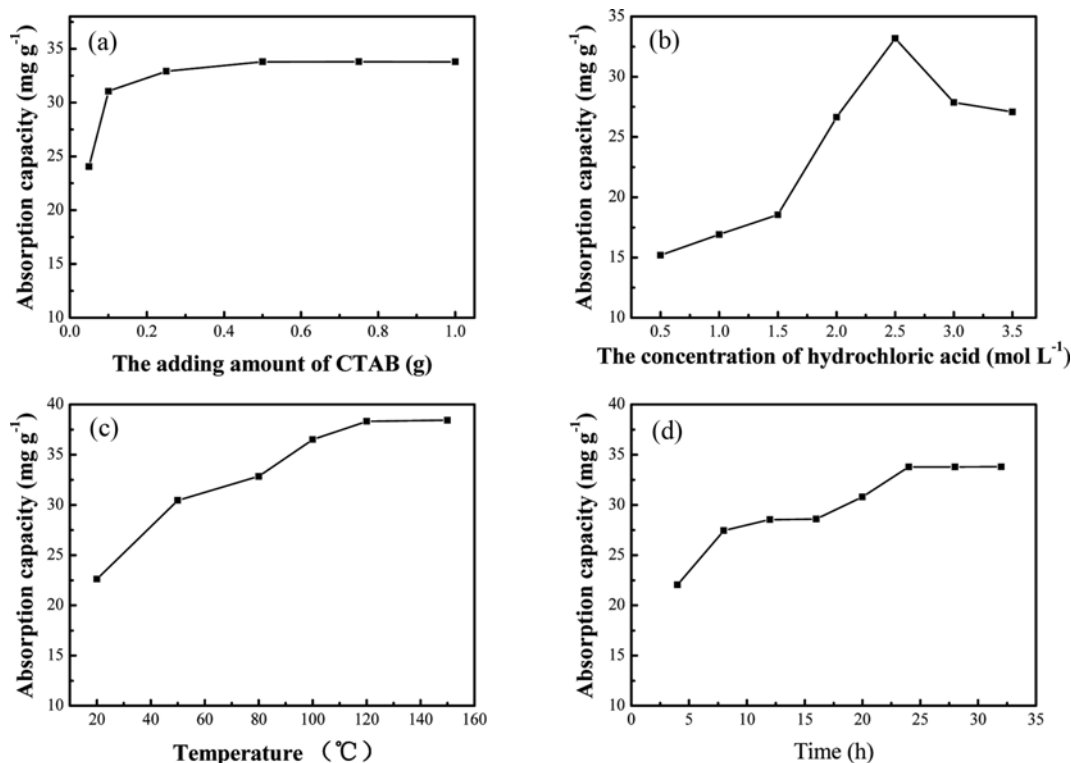 (a)
Absorption capacity (mg g⁻¹)
35
30
25
20
15
10
0.0 0.2 0.4 0.6 0.8 1.0
The adding amount of CTAB (g)
(b)
Absorption capacity (mg g⁻¹)
35
30
25
20
15
10
0.5 1.0 1.5 2.0 2.5 3.0 3.5
The concentration of hydrochloric acid (mol L⁻¹)
(c)
Absorption capacity (mg g⁻¹)
40
35
30
25
20
15
10
20 40 60 80 100 120 140 160
Temperature （℃）
(d)
Absorption capacity (mg g⁻¹)
40
35
30
25
20
15
10
0 5 10 15 20 25 30 35
Time (h)